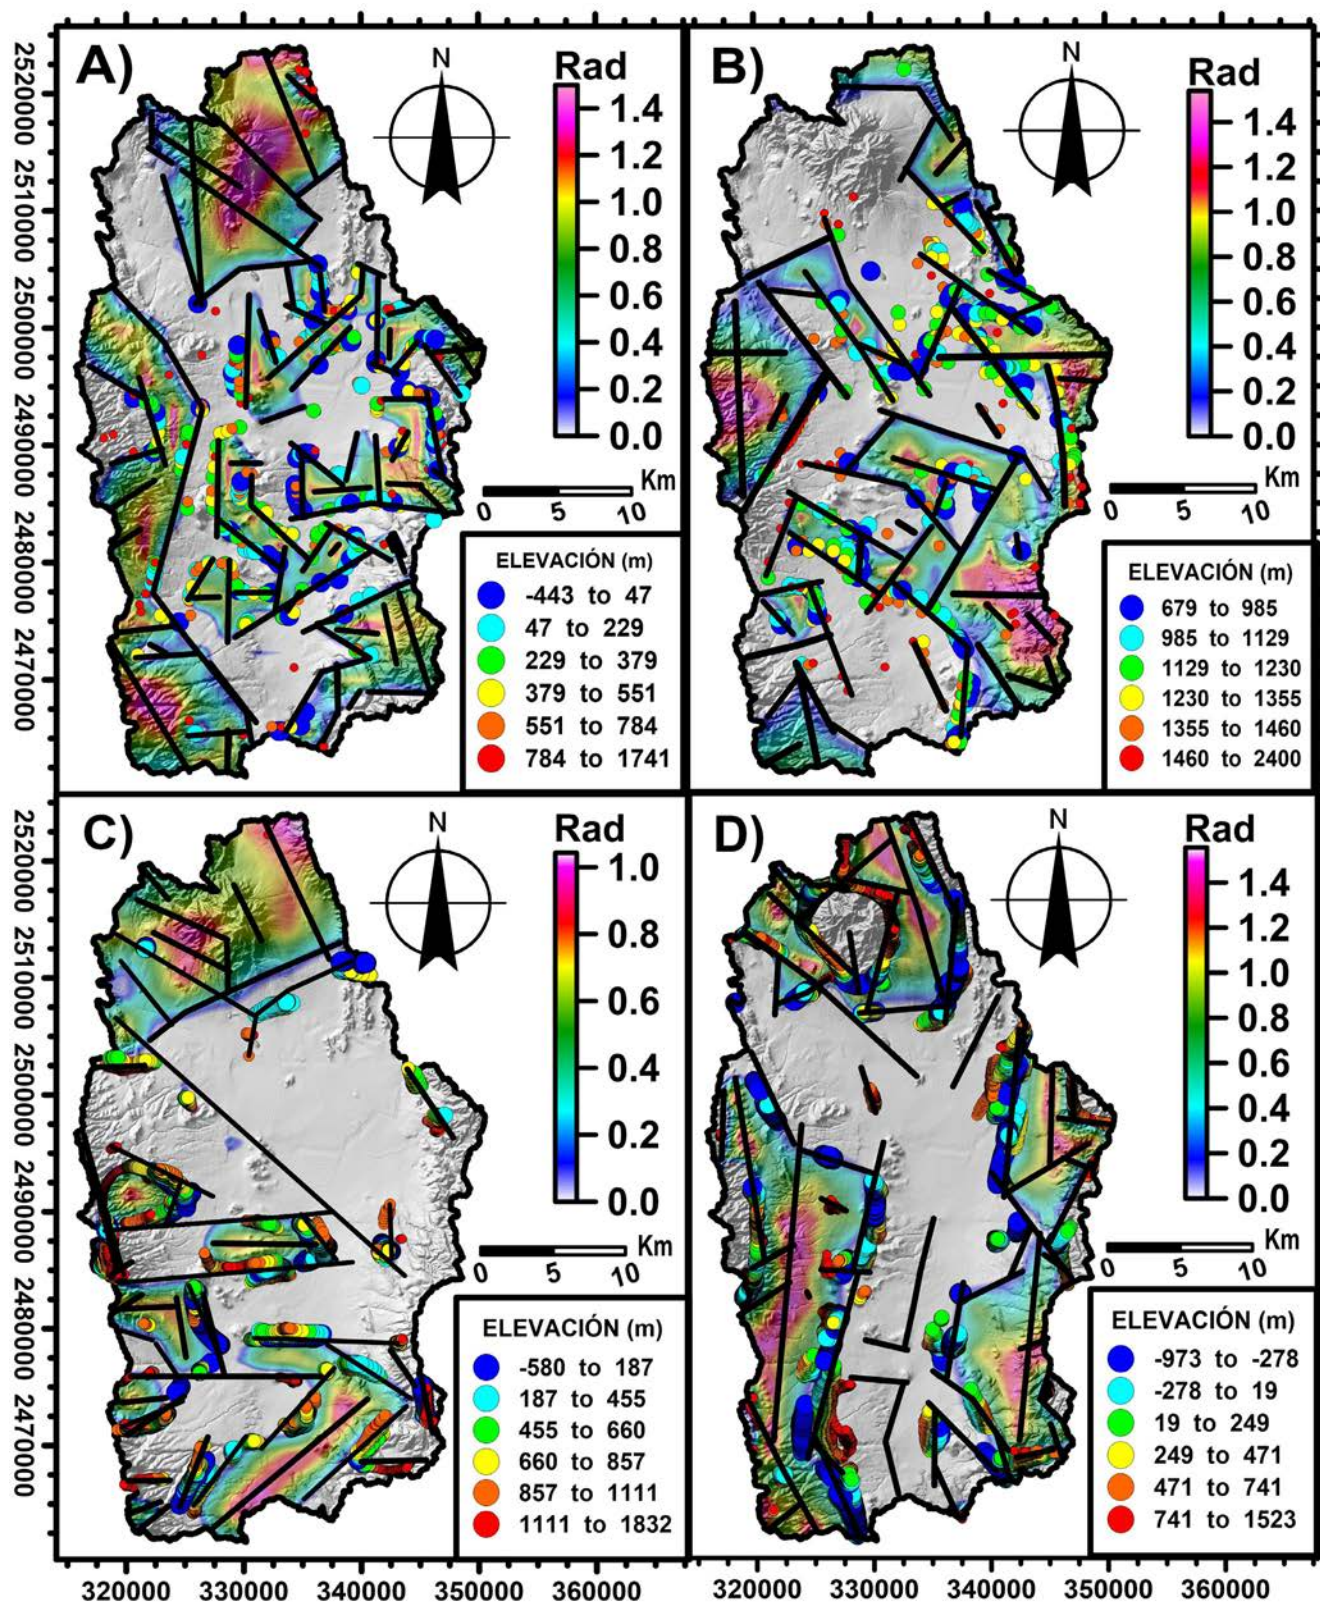 A)
N
Rad
1.4
1.2
1.0
0.8
0.6
0.4
0.2
0.0
Km
0 5 10
ELEVACIÓN (m)
-443 to 47
47 to 229
229 to 379
379 to 551
551 to 784
784 to 1741
2520000
2510000
2500000
2490000
2480000
2470000
B)
N
Rad
1.4
1.2
1.0
0.8
0.6
0.4
0.2
0.0
Km
0 5 10
ELEVACIÓN (m)
679 to 985
985 to 1129
1129 to 1230
1230 to 1355
1355 to 1460
1460 to 2400
C)
N
Rad
1.0
0.8
0.6
0.4
0.2
0.0
Km
0 5 10
ELEVACIÓN (m)
-580 to 187
187 to 455
455 to 660
660 to 857
857 to 1111
1111 to 1832
2520000
2510000
2500000
2490000
2480000
2470000
D)
N
Rad
1.4
1.2
1.0
0.8
0.6
0.4
0.2
0.0
Km
0 5 10
ELEVACIÓN (m)
-973 to -278
-278 to 19
19 to 249
249 to 471
471 to 741
741 to 1523
320000 330000 340000 350000 360000
320000 330000 340000 350000 360000